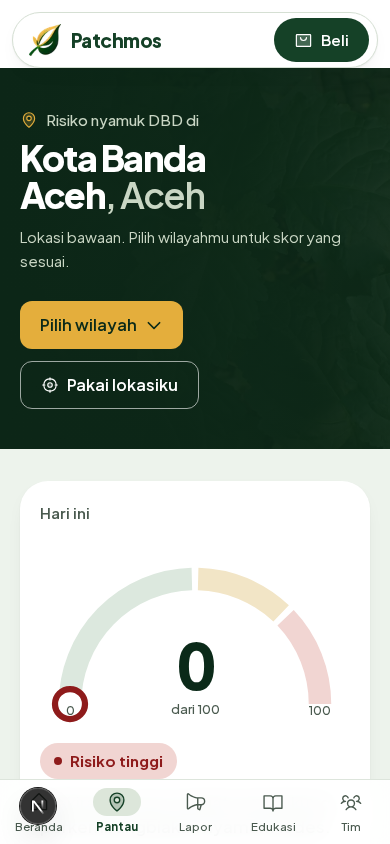 Patchmos
Beli
Risiko nyamuk DBD di
Kota Banda
Aceh, Aceh
Lokasi bawaan. Pilih wilayahmu untuk skor yang
sesuai.
Pilih wilayah
Pakai lokasiku
Hari ini
0
dari 100
0
100
Risiko tinggi
N
Beranda
Pantau
Lapor
Edukasi
Tim